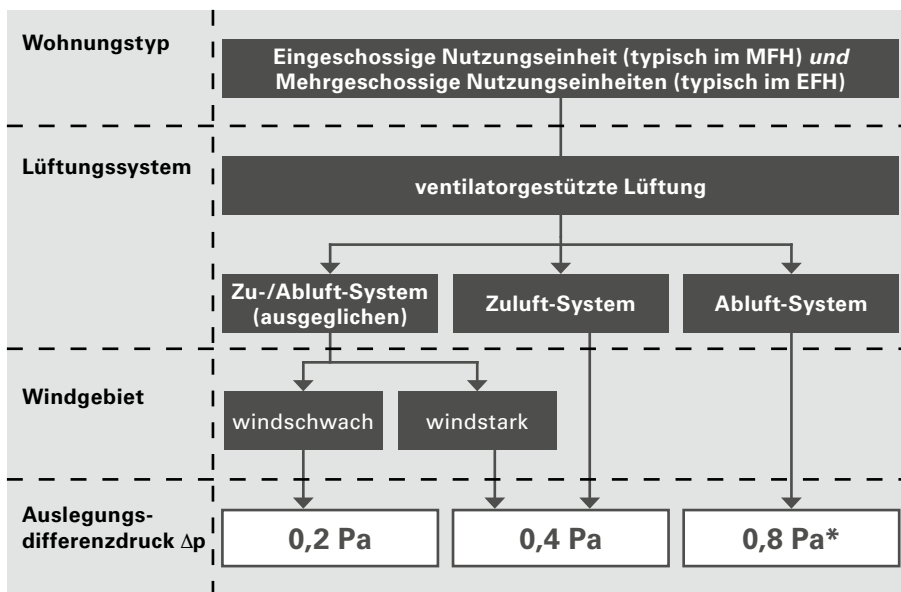 Wohnungstyp
Eingeschossige Nutzungseinheit (typisch im MFH) und
Mehrgeschossige Nutzungseinheiten (typisch im EFH)
Lüftungssystem
ventilatorgestützte Lüftung
Zu-/Abluft-System
(ausgeglichen)
Zuluft-System
Abluft-System
Windgebiet
windschwach
windstark
Auslegungs-
differenzdruck Δp
0,2 Pa
0,4 Pa
0,8 Pa*